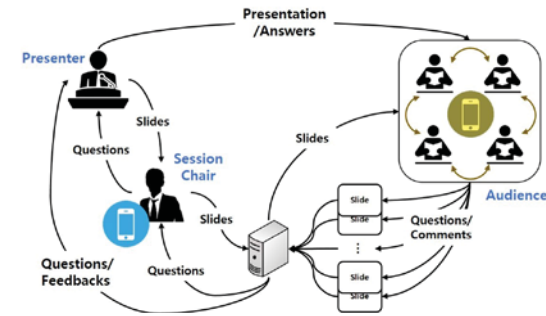 Presentation
/Answers
Presenter
Slides
Questions
Session
Chair
Slides
Slides
Audience
Slide
Slide
Questions/
Comments
Slide
Slide
Questions/
Feedbacks
Questions